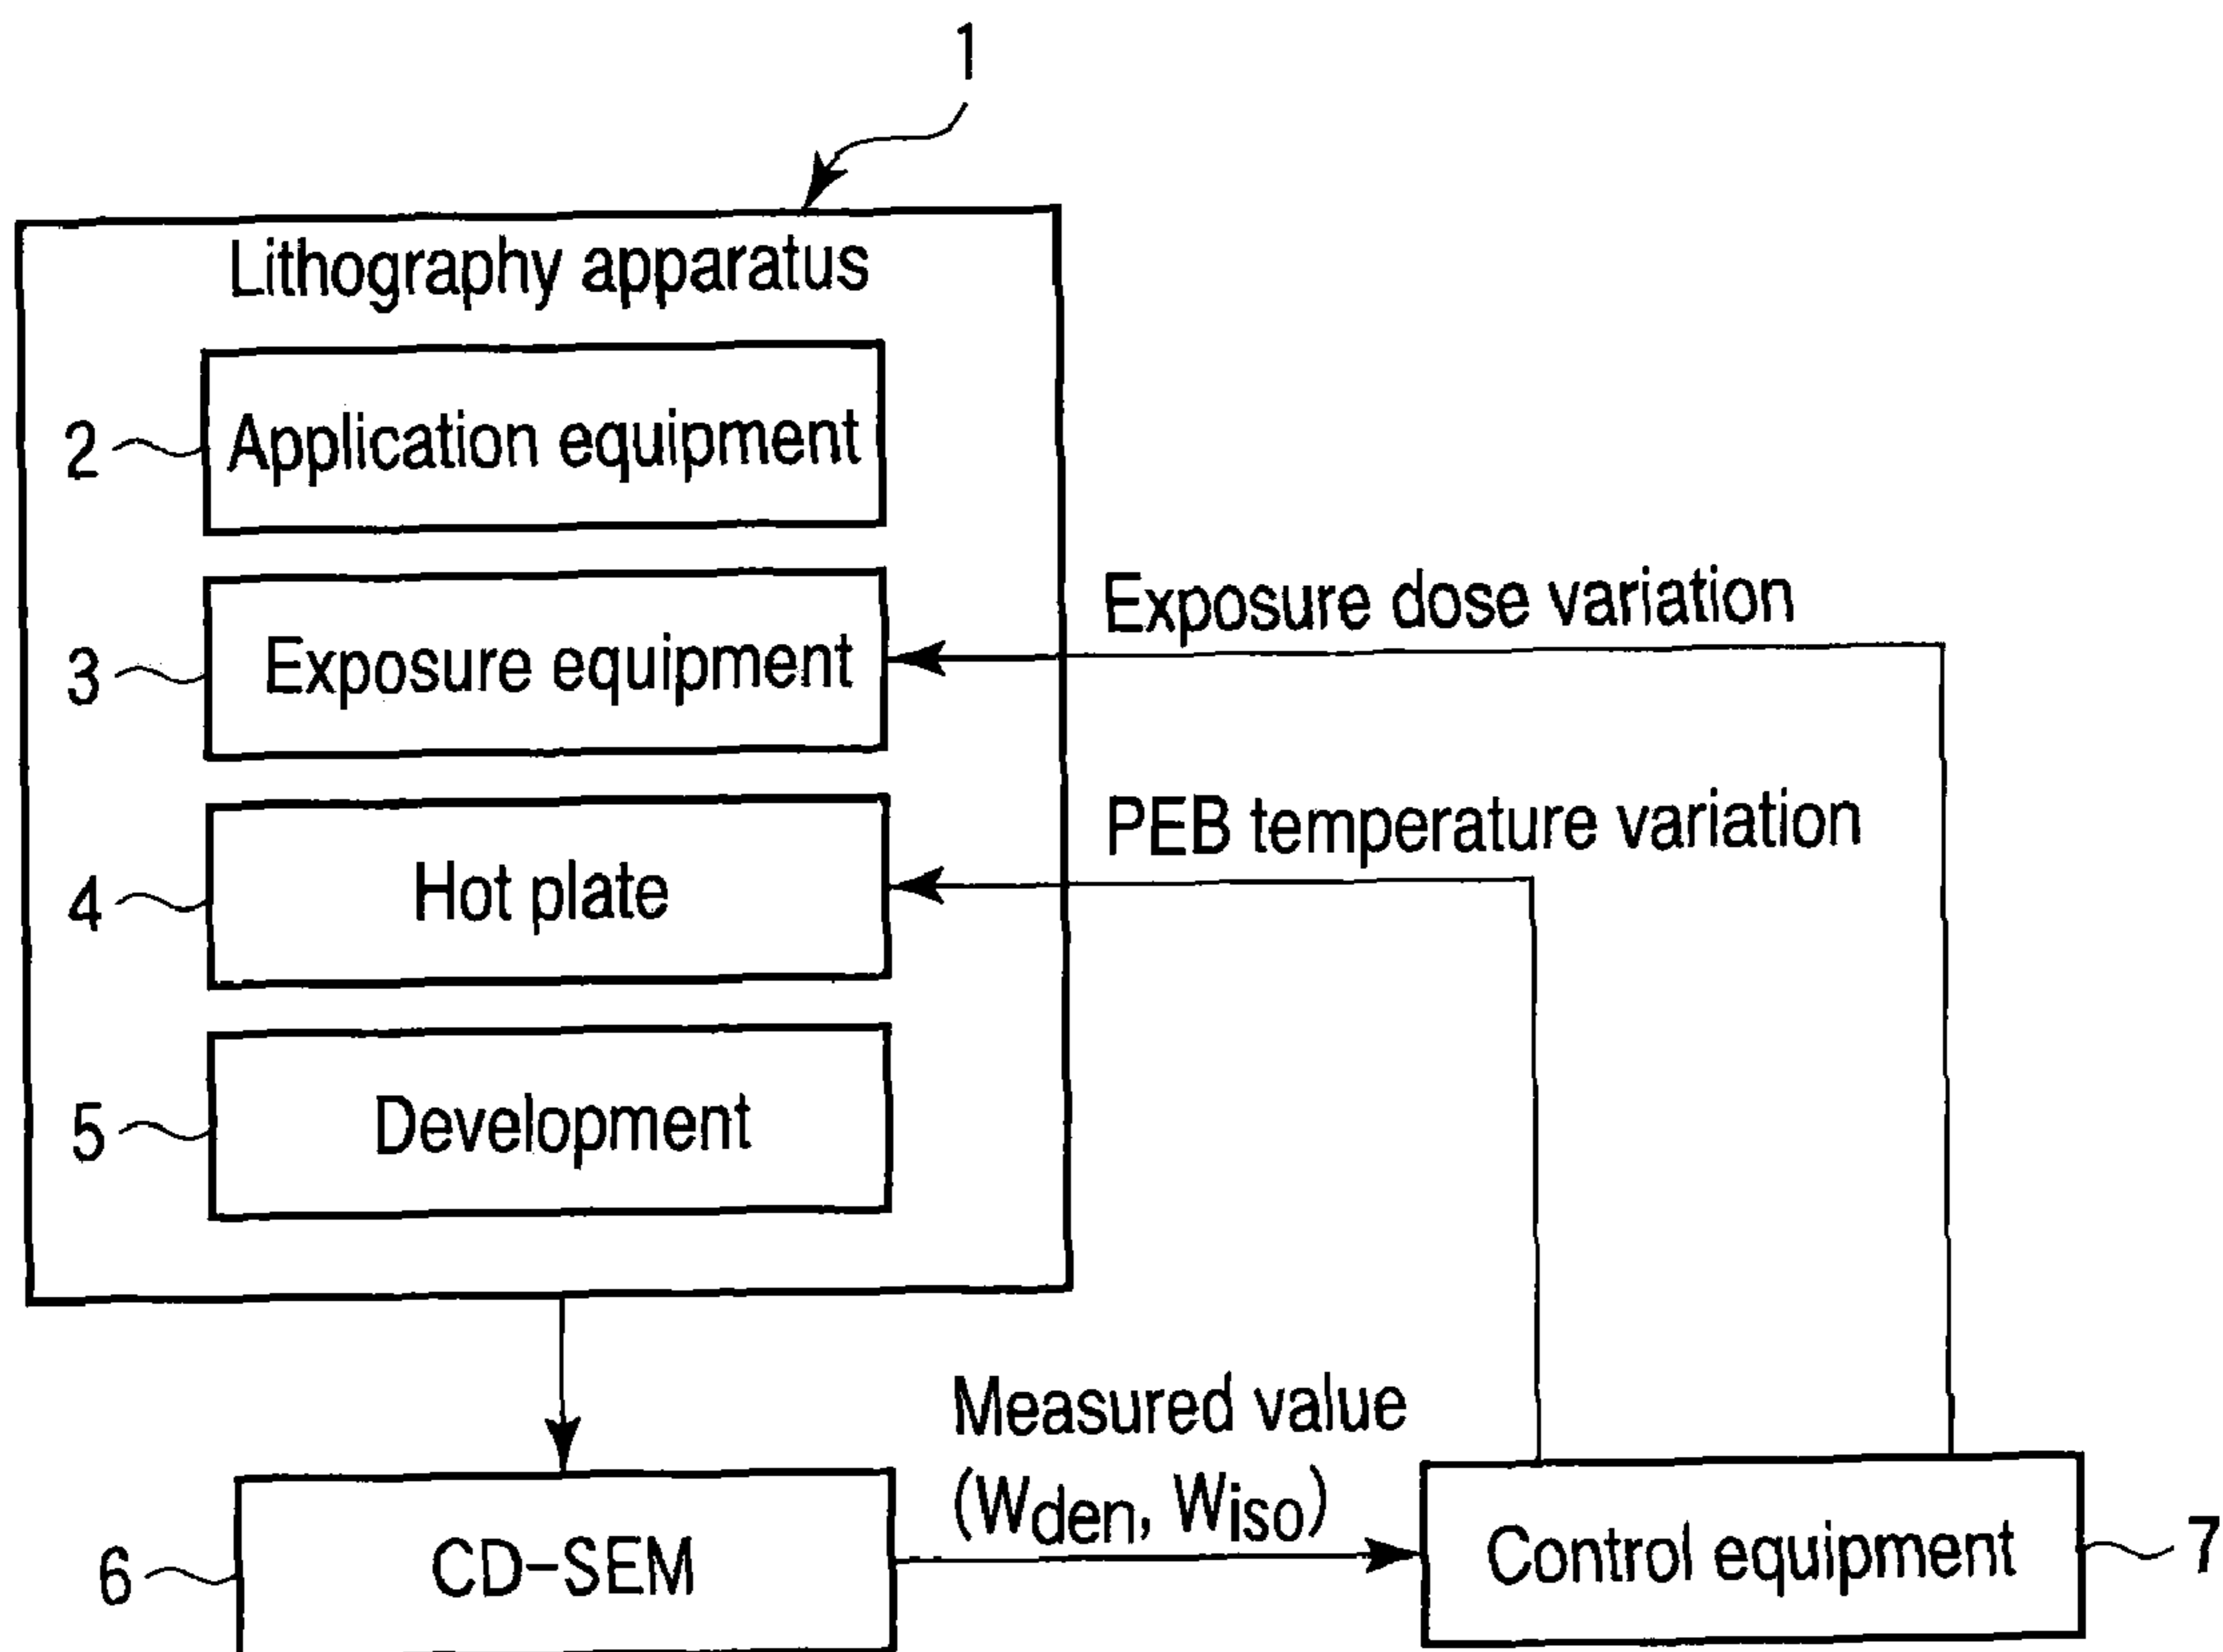 1
Lithography apparatus
2 Application equipment
Exposure dose variation
3 Exposure equipment
PEB temperature variation
4 Hot plate
5 Development
Measured value
(Wden, Wiso)
6 CD-SEM
Control equipment 7